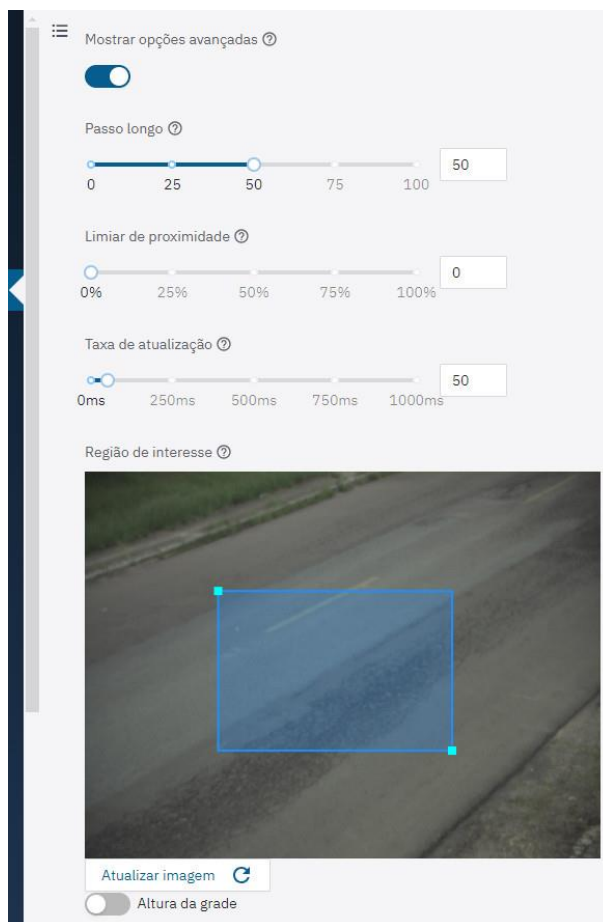 Mostrar opções avançadas
Passo longo
50
0 25 50 75 100
Limiar de proximidade
0
0% 25% 50% 75% 100%
Taxa de atualização
50
0ms 250ms 500ms 750ms 1000ms
Região de interesse
Atualizar imagem
Altura da grade